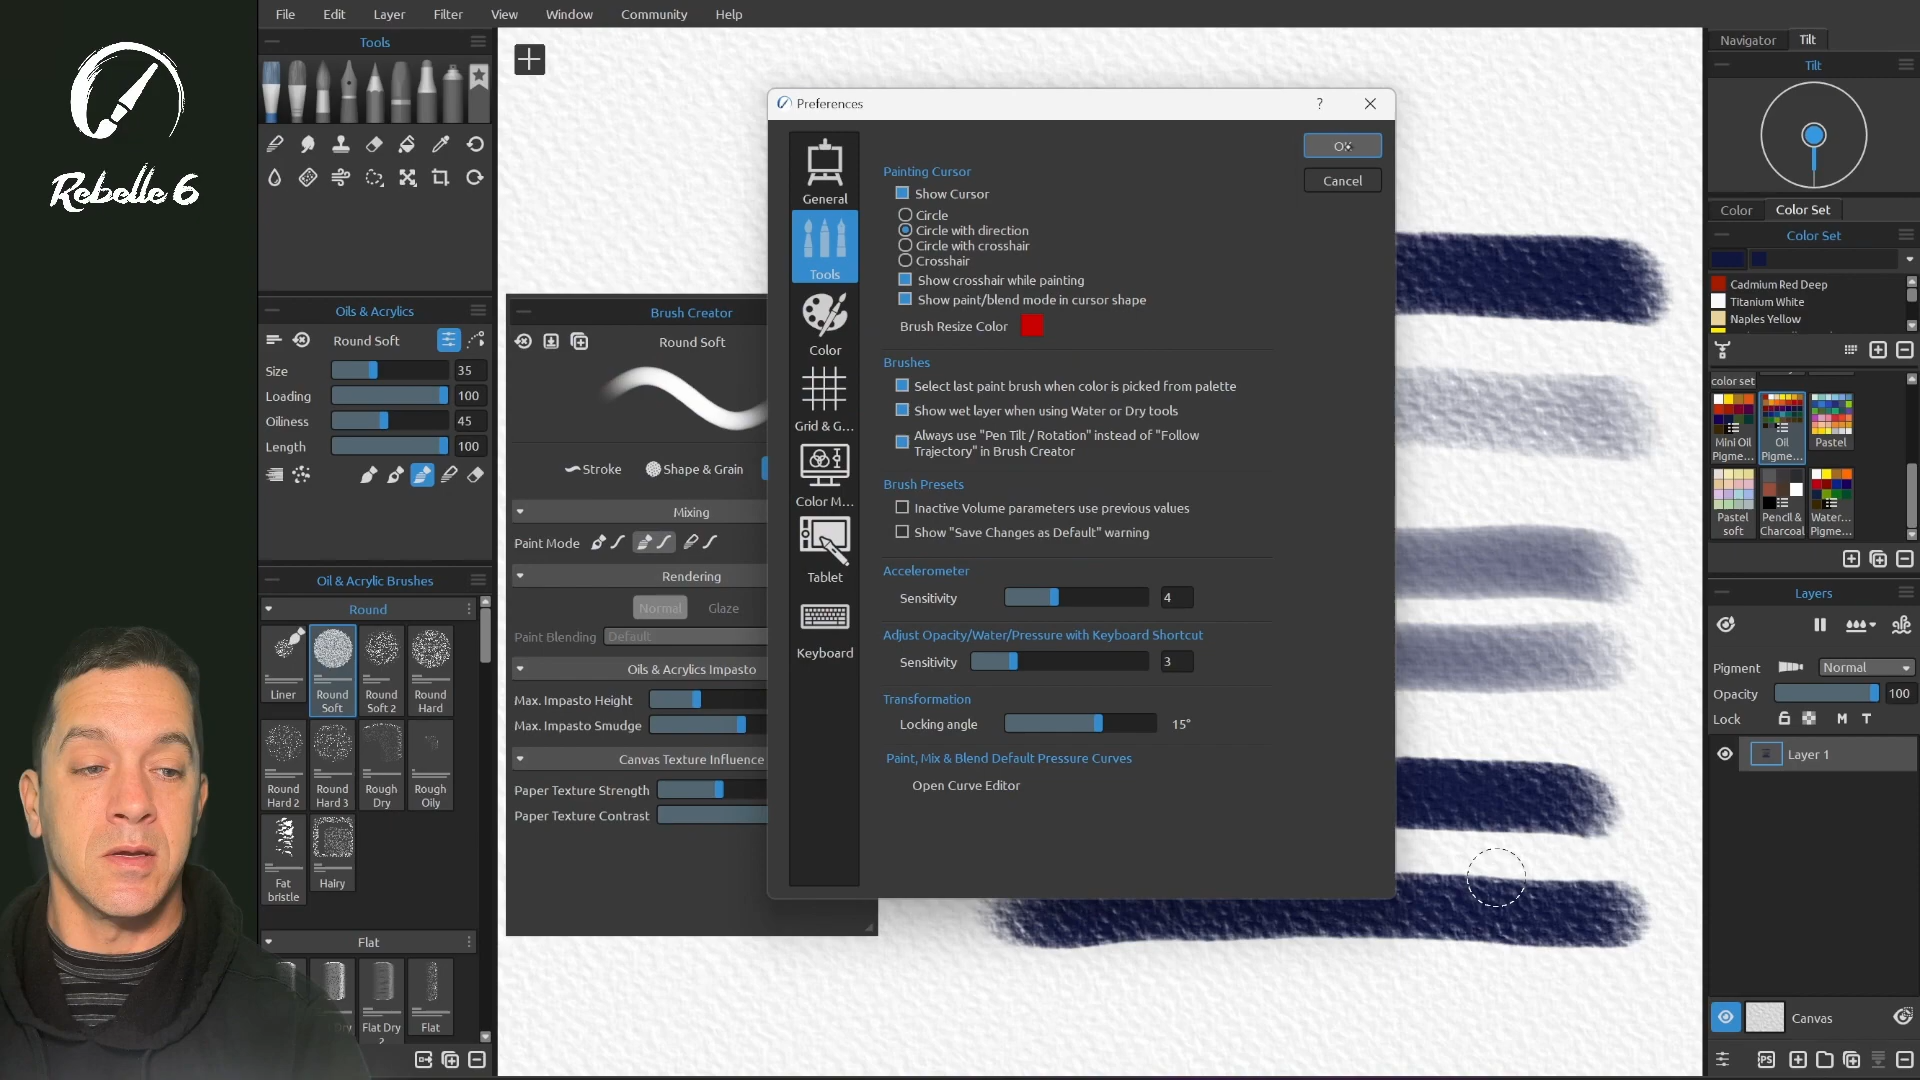 Rebelle 6
File Edit Layer Filter View Window Community Help
Tools
Oils & Acrylics
Round Soft
Size 35
Loading 100
Oiliness 45
Length 100
Oil & Acrylic Brushes
Round
Liner
Round Soft
Round Soft 2
Round Hard
Round Hard 2
Round Hard 3
Rough Dry
Rough Oily
Fat bristle
Hairy
Flat
Flat Dry 2
Flat
Brush Creator
Round Soft
Stroke Shape & Grain
Mixing
Paint Mode
Rendering
Normal Glaze
Paint Blending Default
Oils & Acrylics Impasto
Max. Impasto Height
Max. Impasto Smudge
Canvas Texture Influence
Paper Texture Strength
Paper Texture Contrast
Preferences
?
General
Tools
Color
Grid & G...
Color M...
Tablet
Keyboard
OK
Cancel
Painting Cursor
Show Cursor
Circle
Circle with direction
Circle with crosshair
Crosshair
Show crosshair while painting
Show paint/blend mode in cursor shape
Brush Resize Color
Brushes
Select last paint brush when color is picked from palette
Show wet layer when using Water or Dry tools
Always use "Pen Tilt / Rotation" instead of "Follow
Trajectory" in Brush Creator
Brush Presets
Inactive Volume parameters use previous values
Show "Save Changes as Default" warning
Accelerometer
Sensitivity 4
Adjust Opacity/Water/Pressure with Keyboard Shortcut
Sensitivity 3
Transformation
Locking angle 15°
Paint, Mix & Blend Default Pressure Curves
Open Curve Editor
Navigator Tilt
Tilt
Color Color Set
Color Set
Cadmium Red Deep
Titanium White
Naples Yellow
color set
Mini Oil Pigme...
Oil Pigme...
Pastel
Pastel soft
Pencil & Charcoal
Water... Pigme...
Layers
Pigment Normal
Opacity 100
Lock M T
Layer 1
Canvas
PS